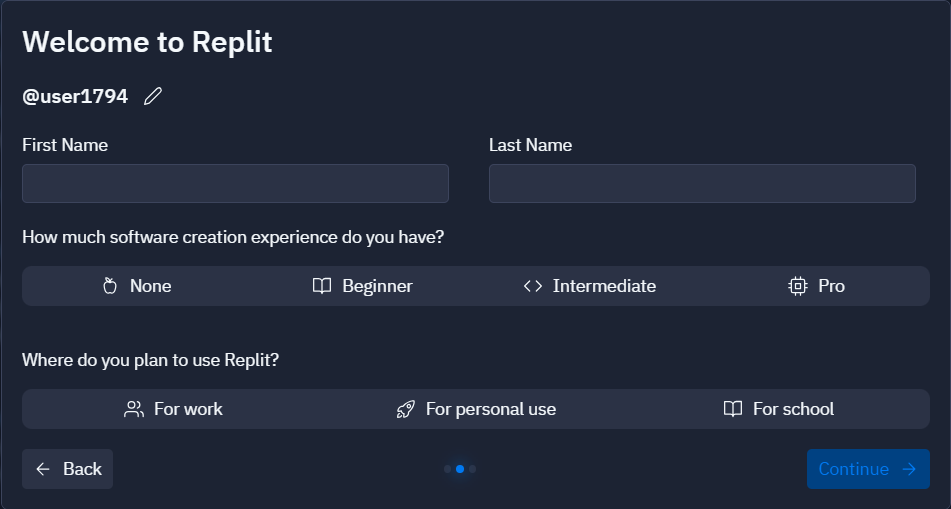 Welcome to Replit
@user1794
First Name Last Name
How much software creation experience do you have?
None Beginner Intermediate Pro
Where do you plan to use Replit?
For work For personal use For school
Back Continue